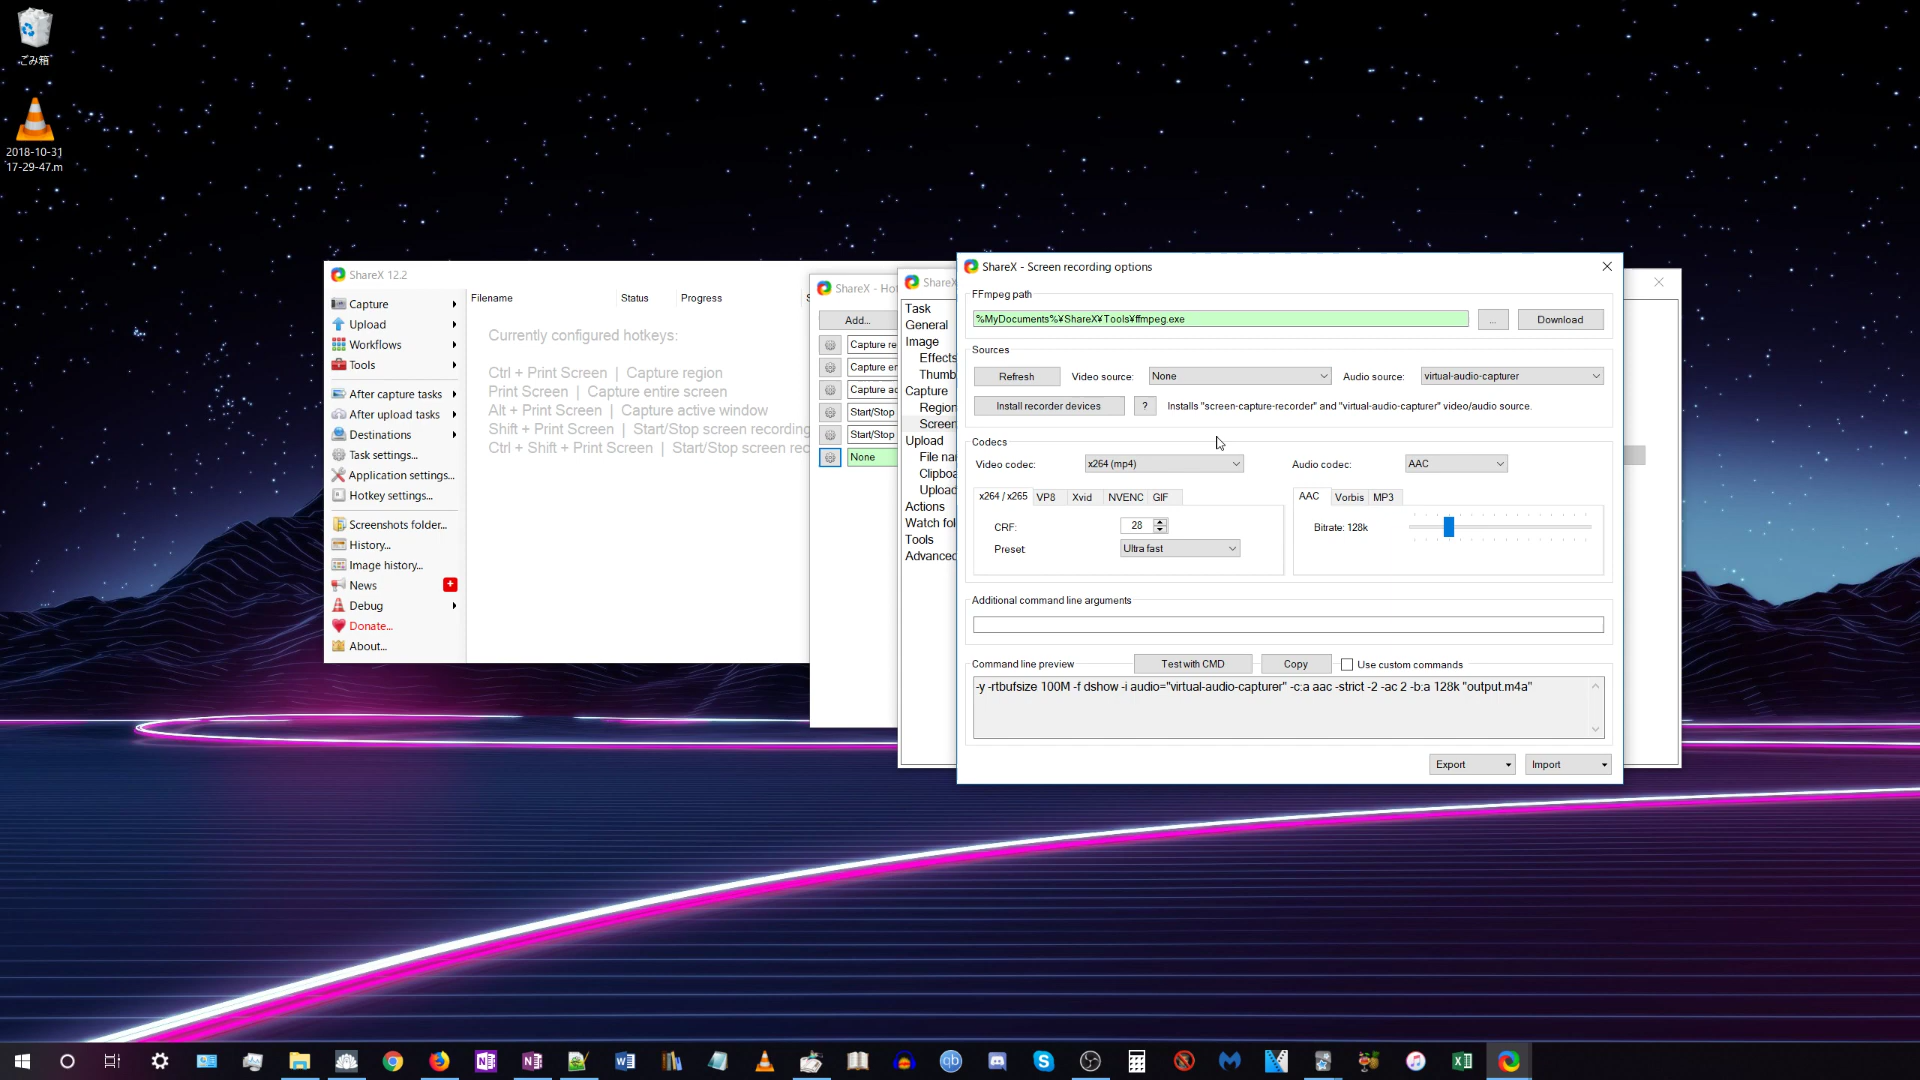 ごみ箱
2018-10-31
17-29-47.m
ShareX 12.2
Capture
Upload
Workflows
Tools
After capture tasks
After upload tasks
Destinations
Task settings...
Application settings...
Hotkey settings...
Screenshots folder...
History...
Image history...
News
Debug
Donate...
About...
Filename Status Progress
Currently configured hotkeys:
Ctrl + Print Screen | Capture region
Print Screen | Capture entire screen
Alt + Print Screen | Capture active window
Shift + Print Screen | Start/Stop screen recording
Ctrl + Shift + Print Screen | Start/Stop screen rec
ShareX - Hot
Add...
Capture re
Capture en
Capture ac
Start/Stop
Start/Stop
None
ShareX
Task
General
Image
Effects
Thumb
Capture
Region
Screen
Upload
File na
Clipboa
Upload
Actions
Watch fol
Tools
Advanced
ShareX - Screen recording options
FFmpeg path
%MyDocuments%¥ShareX¥Tools¥ffmpeg.exe ... Download
Sources
Refresh Video source: None Audio source: virtual-audio-capturer
Install recorder devices ? Installs "screen-capture-recorder" and "virtual-audio-capturer" video/audio source.
Codecs
Video codec: x264 (mp4) Audio codec: AAC
x264 / x265 VP8 Xvid NVENC GIF AAC Vorbis MP3
CRF: 28 Bitrate: 128k
Preset: Ultra fast
Additional command line arguments
Command line preview Test with CMD Copy Use custom commands
-y -rtbufsize 100M -f dshow -i audio="virtual-audio-capturer" -c:a aac -strict -2 -ac 2 -b:a 128k "output.m4a"
Export Import